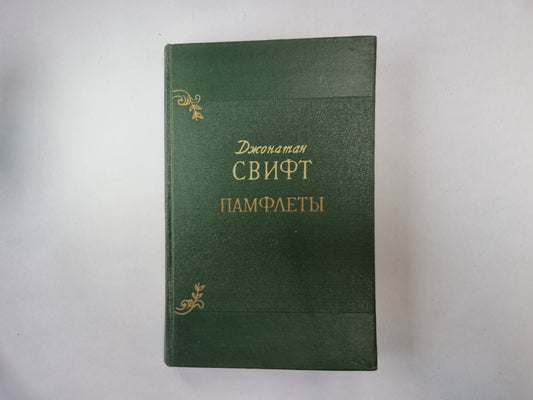 Джонатан
СВИФТ
ПАМФЛЕТЫ